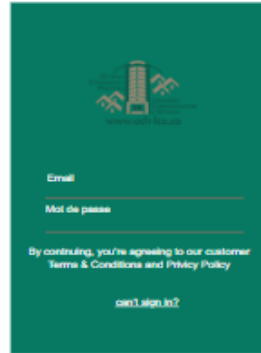 Email
Mot de passe
By continuing, you're agreeing to our customer
Terms & Conditions and Privicy Policy
can't sign in?